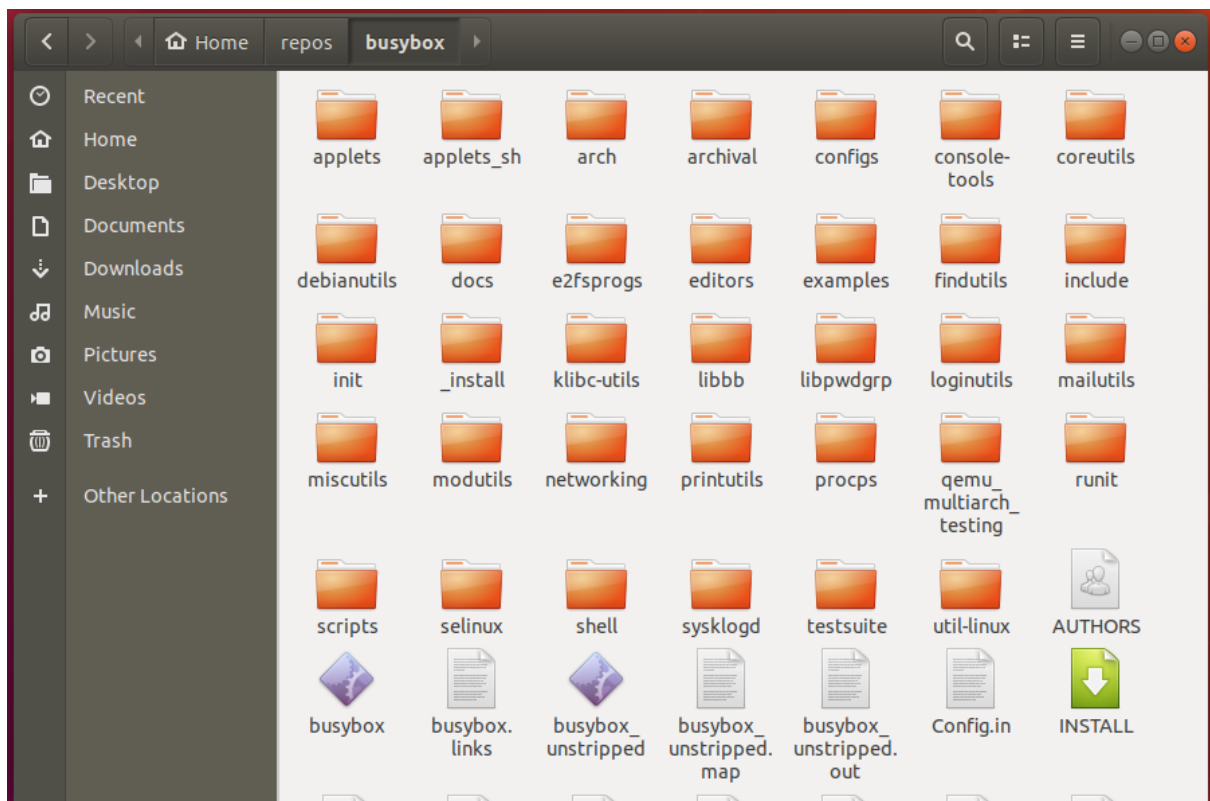 Home repos busybox
Recent
Home
Desktop
Documents
Downloads
Music
Pictures
Videos
Trash
Other Locations
applets applets_sh arch archival configs console-
tools coreutils
debianutils docs e2fsprogs editors examples findutils include
init _install klibc-utils libbb libpwdgrp loginutils mailutils
miscutils modutils networking printutils procps qemu_
multiarch_
testing runit
scripts selinux shell sysklogd testsuite util-linux AUTHORS
busybox busybox.
links busybox_
unstripped busybox_
unstripped.
map busybox_
unstripped.
out Config.in INSTALL